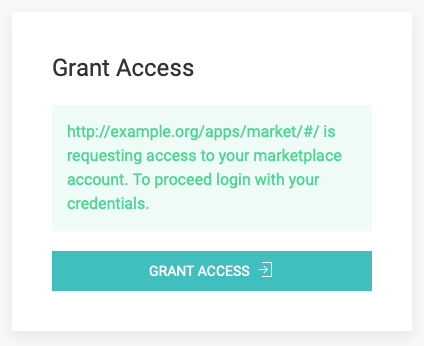 Grant Access
http://example.org/apps/market/#/ is
requesting access to your marketplace
account. To proceed login with your
credentials.
GRANT ACCESS